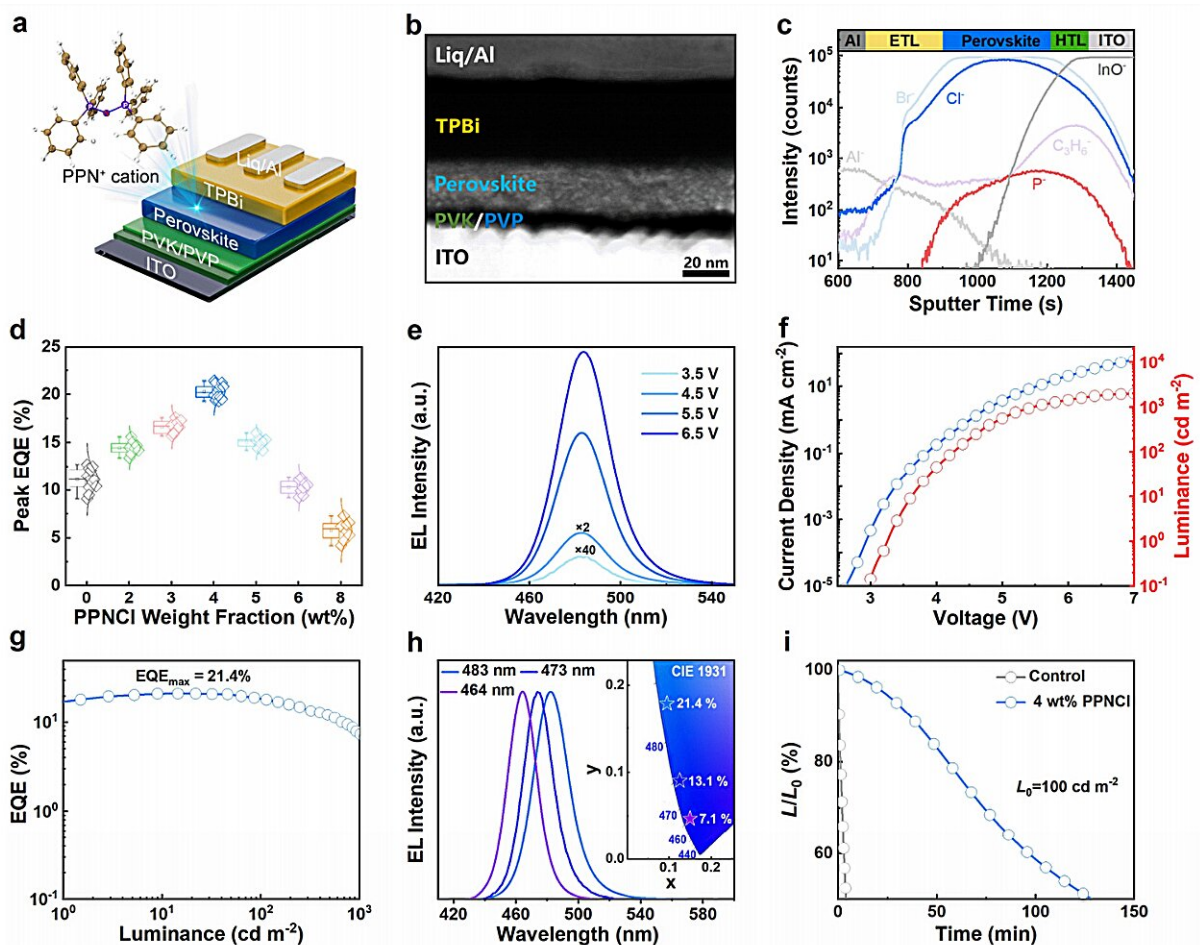 a
PPN⁺ cation
Liq/Al
TPBi
Perovskite
PVK/PVP
ITO
b
Liq/Al
TPBi
Perovskite
PVK/PVP
ITO
20 nm
c
Al ETL Perovskite HTL ITO
10⁵
10⁴
10³
10²
10¹
Intensity (counts)
InO⁻
Br⁻
Cl⁻
Al⁻
C₃H₆⁻
P⁻
600 800 1000 1200 1400
Sputter Time (s)
d
25
20
15
10
5
0
Peak EQE (%)
0 2 3 4 5 6 8
PPNCl Weight Fraction (wt%)
e
EL Intensity (a.u.)
3.5 V
4.5 V
5.5 V
6.5 V
×2
×40
420 460 500 540
Wavelength (nm)
f
Current Density (mA cm⁻²)
10¹
10⁻¹
10⁻³
10⁻⁵
10⁴
10³
10²
10¹
10⁰
10⁻¹
Luminance (cd m⁻²)
3 4 5 6 7
Voltage (V)
g
EQE (%)
10²
10¹
10⁰
10⁻¹
EQEmax = 21.4%
10⁰ 10¹ 10² 10³
Luminance (cd m⁻²)
h
EL Intensity (a.u.)
483 nm 473 nm
464 nm
CIE 1931
0.2
0.1
0.0
y
21.4 %
480
13.1 %
470
7.1 %
460
440
0.1 0.2
x
420 460 500 540 580
Wavelength (nm)
i
L/L₀ (%)
100
90
80
70
60
Control
4 wt% PPNCl
L₀=100 cd m⁻²
0 50 100 150
Time (min)